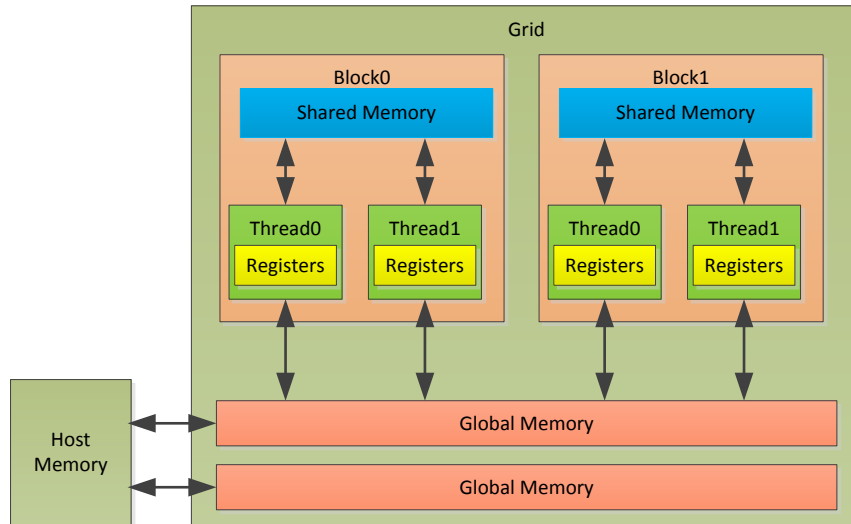 Grid
Block0
Block1
Shared Memory
Shared Memory
Thread0
Thread1
Thread0
Thread1
Registers
Registers
Registers
Registers
Global Memory
Host
Memory
Global Memory